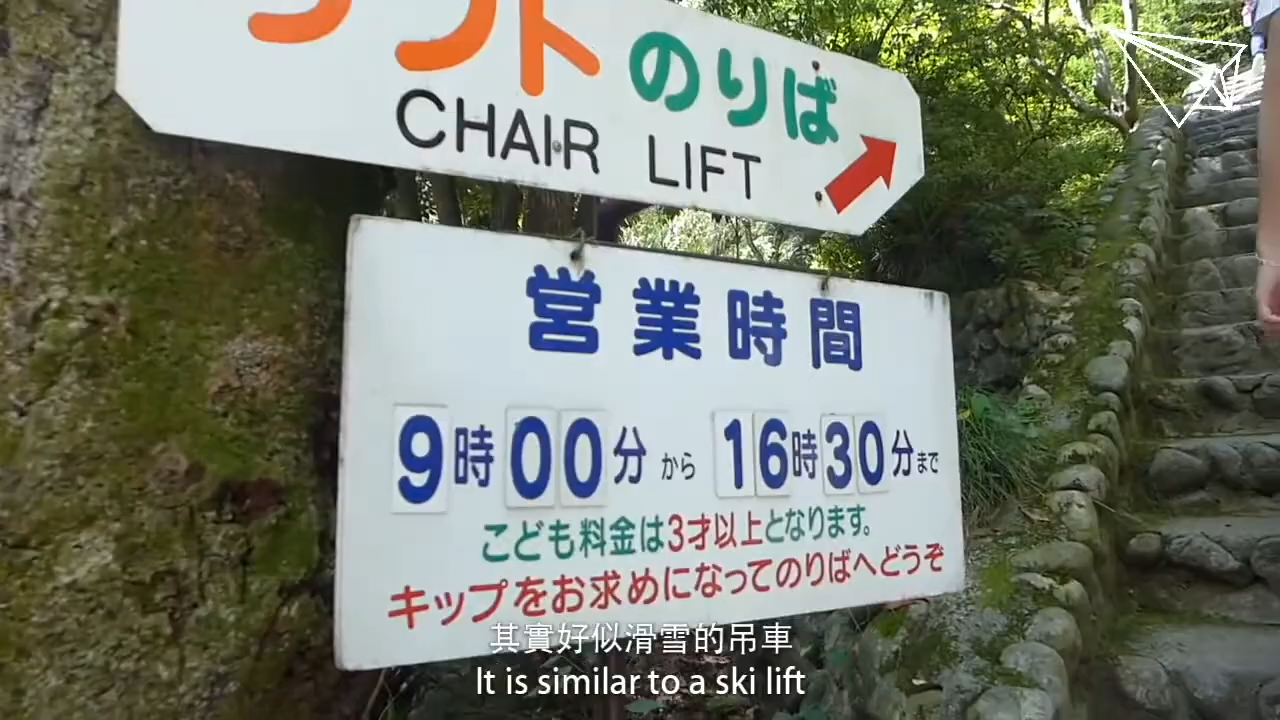 リフトのりば
CHAIR LIFT
営業時間
9時00分から 16時30分まで
こども料金は3才以上となります。
キップをお求めになってのりばへどうぞ
其實好似滑雪的吊車
It is similar to a ski lift